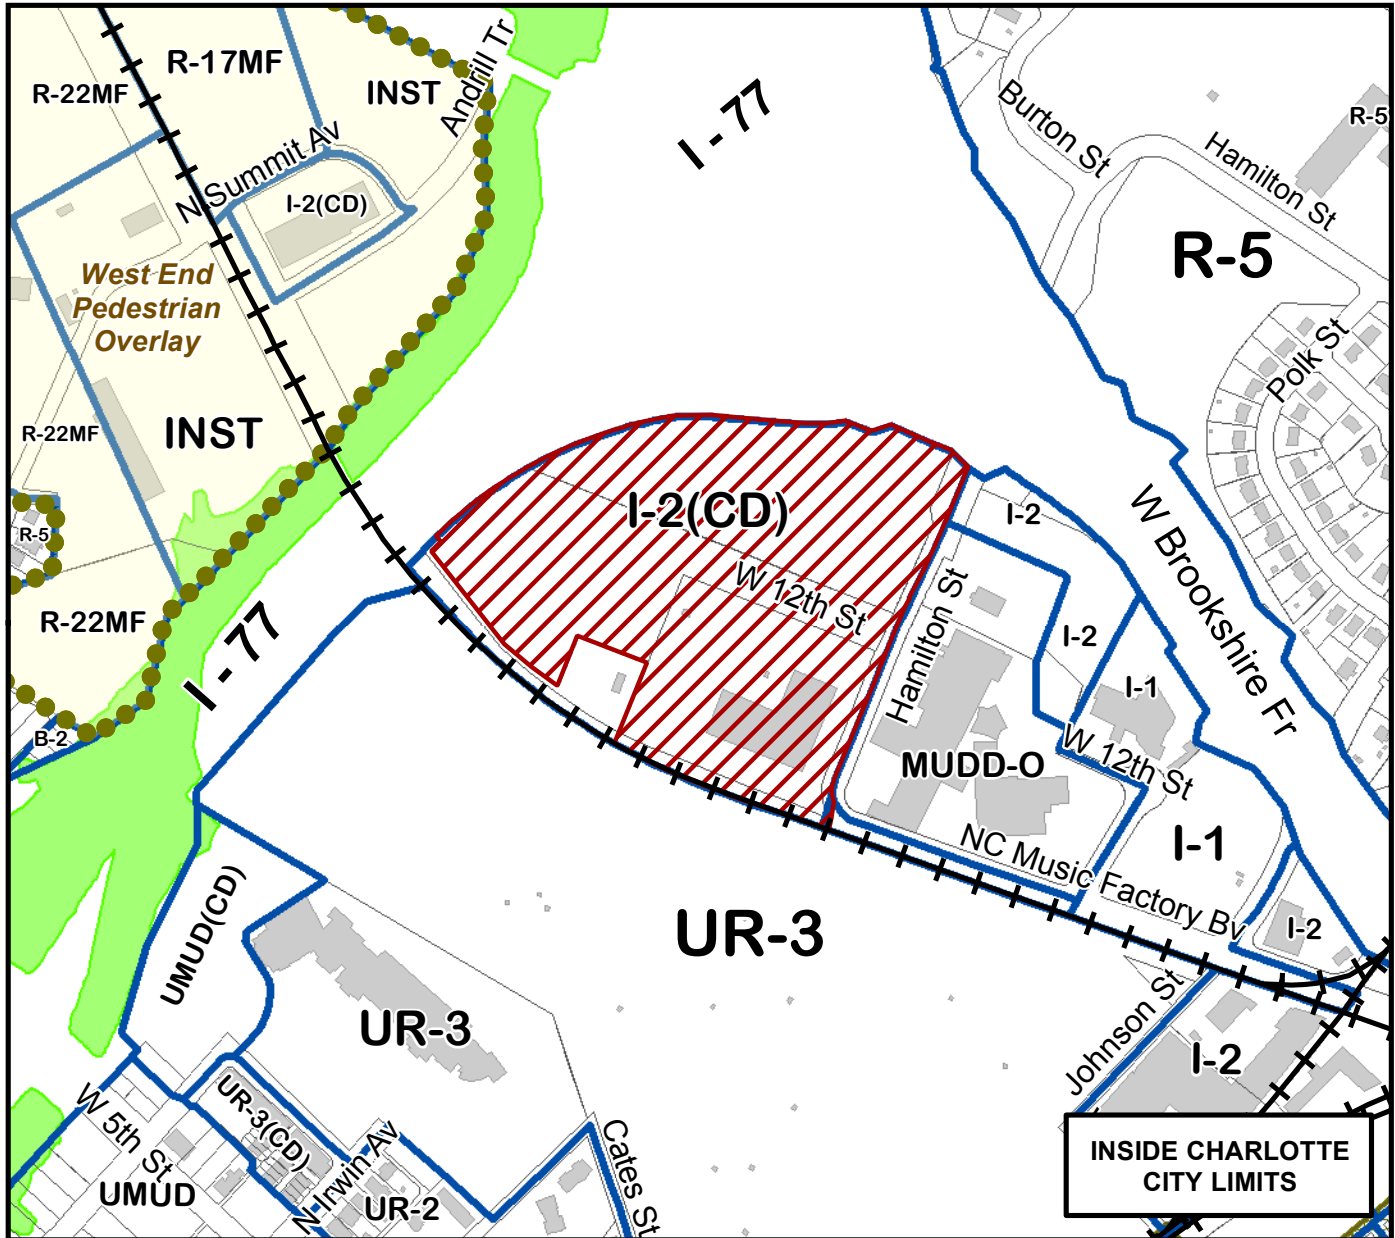 R-17MF
R-22MF
INST
Andrill Tr
I - 77
Burton St
R-5
Hamilton St
N Summit Av
I-2(CD)
R-5
West End
Pedestrian
Overlay
Polk St
R-22MF
INST
I-2(CD)
I-2
W Brookshire Fr
R-5
W 12th St
Hamilton St
R-22MF
I - 77
I-2
I-1
B-2
MUDD-O
W 12th St
NC Music Factory Bv
I-1
UMUD(CD)
UR-3
I-2
UR-3
Johnson St
I-2
W 5th St
UR-3(CD)
N Irwin Av
Cates St
UMUD
UR-2
INSIDE CHARLOTTE
CITY LIMITS